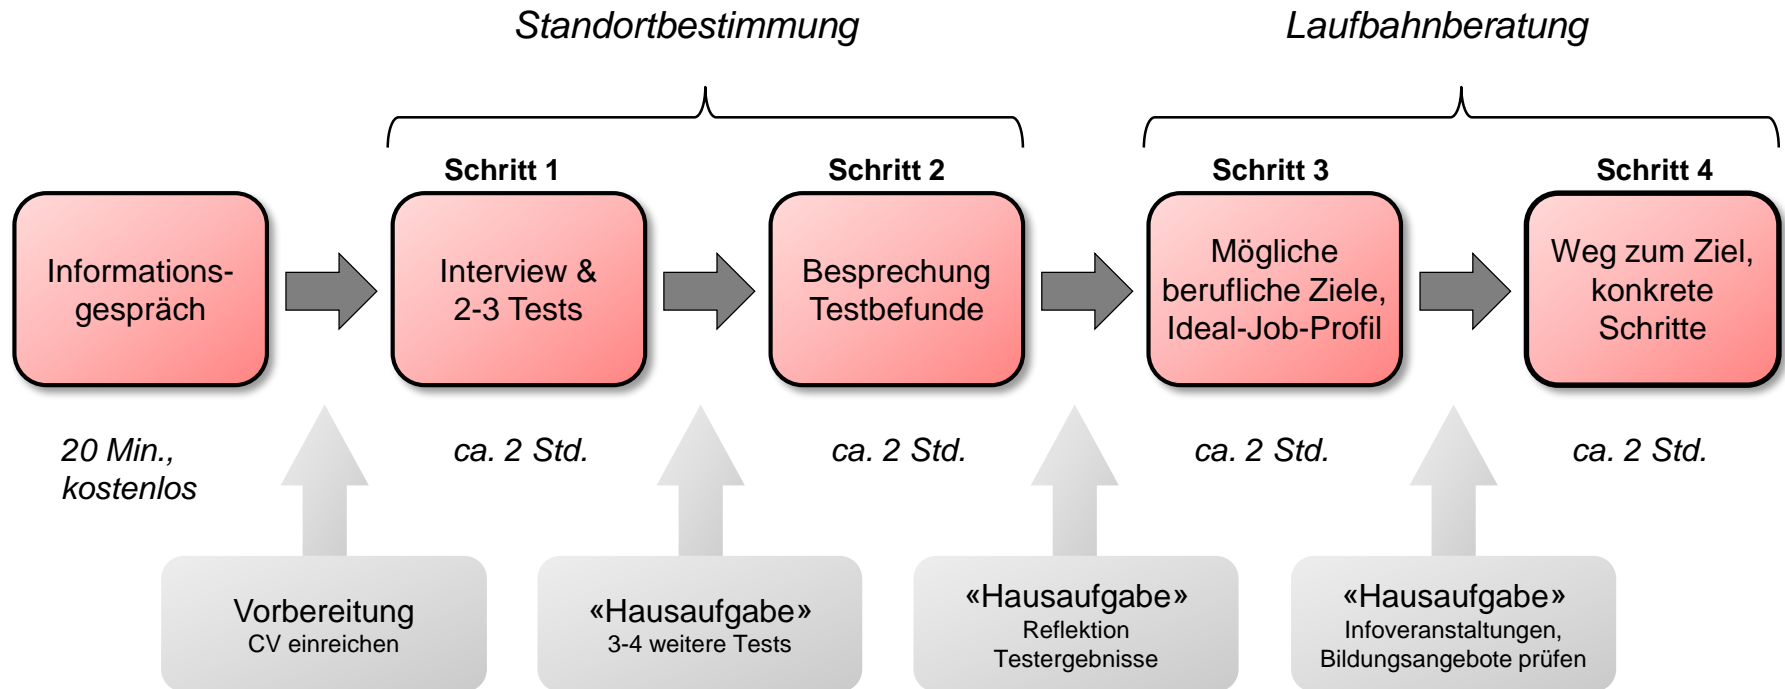 Standortbestimmung
Laufbahnberatung
Schritt 1
Schritt 2
Schritt 3
Schritt 4
Informations-
gespräch
Interview &
2-3 Tests
Besprechung
Testbefunde
Mögliche
berufliche Ziele,
Ideal-Job-Profil
Weg zum Ziel,
konkrete
Schritte
20 Min.,
kostenlos
ca. 2 Std.
ca. 2 Std.
ca. 2 Std.
ca. 2 Std.
Vorbereitung
CV einreichen
«Hausaufgabe»
3-4 weitere Tests
«Hausaufgabe»
Reflektion
Testergebnisse
«Hausaufgabe»
Infoveranstaltungen,
Bildungsangebote prüfen